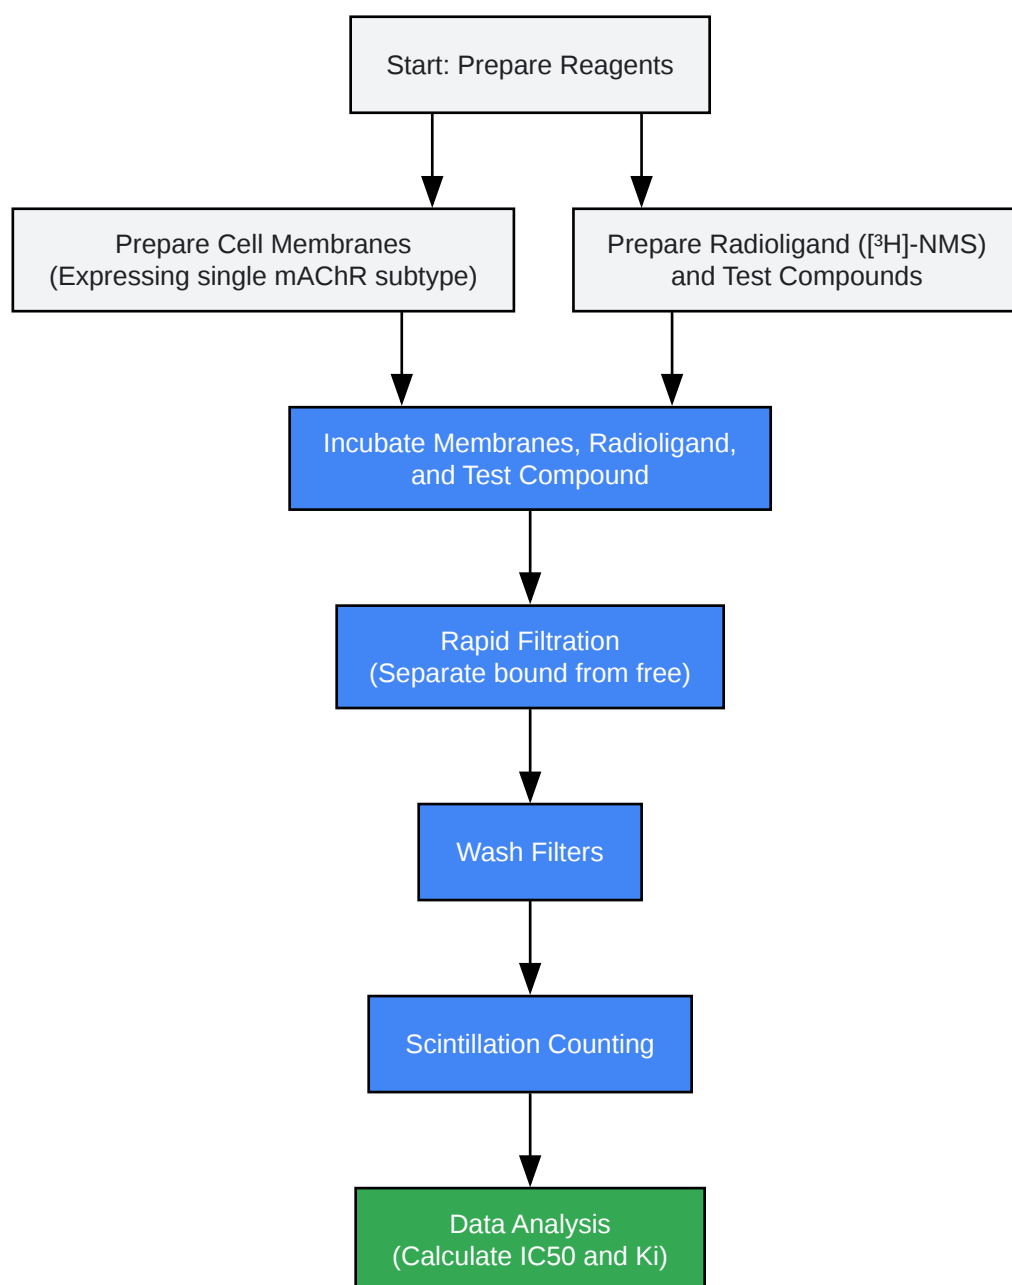 Start: Prepare Reagents
Prepare Cell Membranes
(Expressing single mAChR subtype)
Prepare Radioligand ([³H]-NMS)
and Test Compounds
Incubate Membranes, Radioligand,
and Test Compound
Rapid Filtration
(Separate bound from free)
Wash Filters
Scintillation Counting
Data Analysis
(Calculate IC50 and Ki)